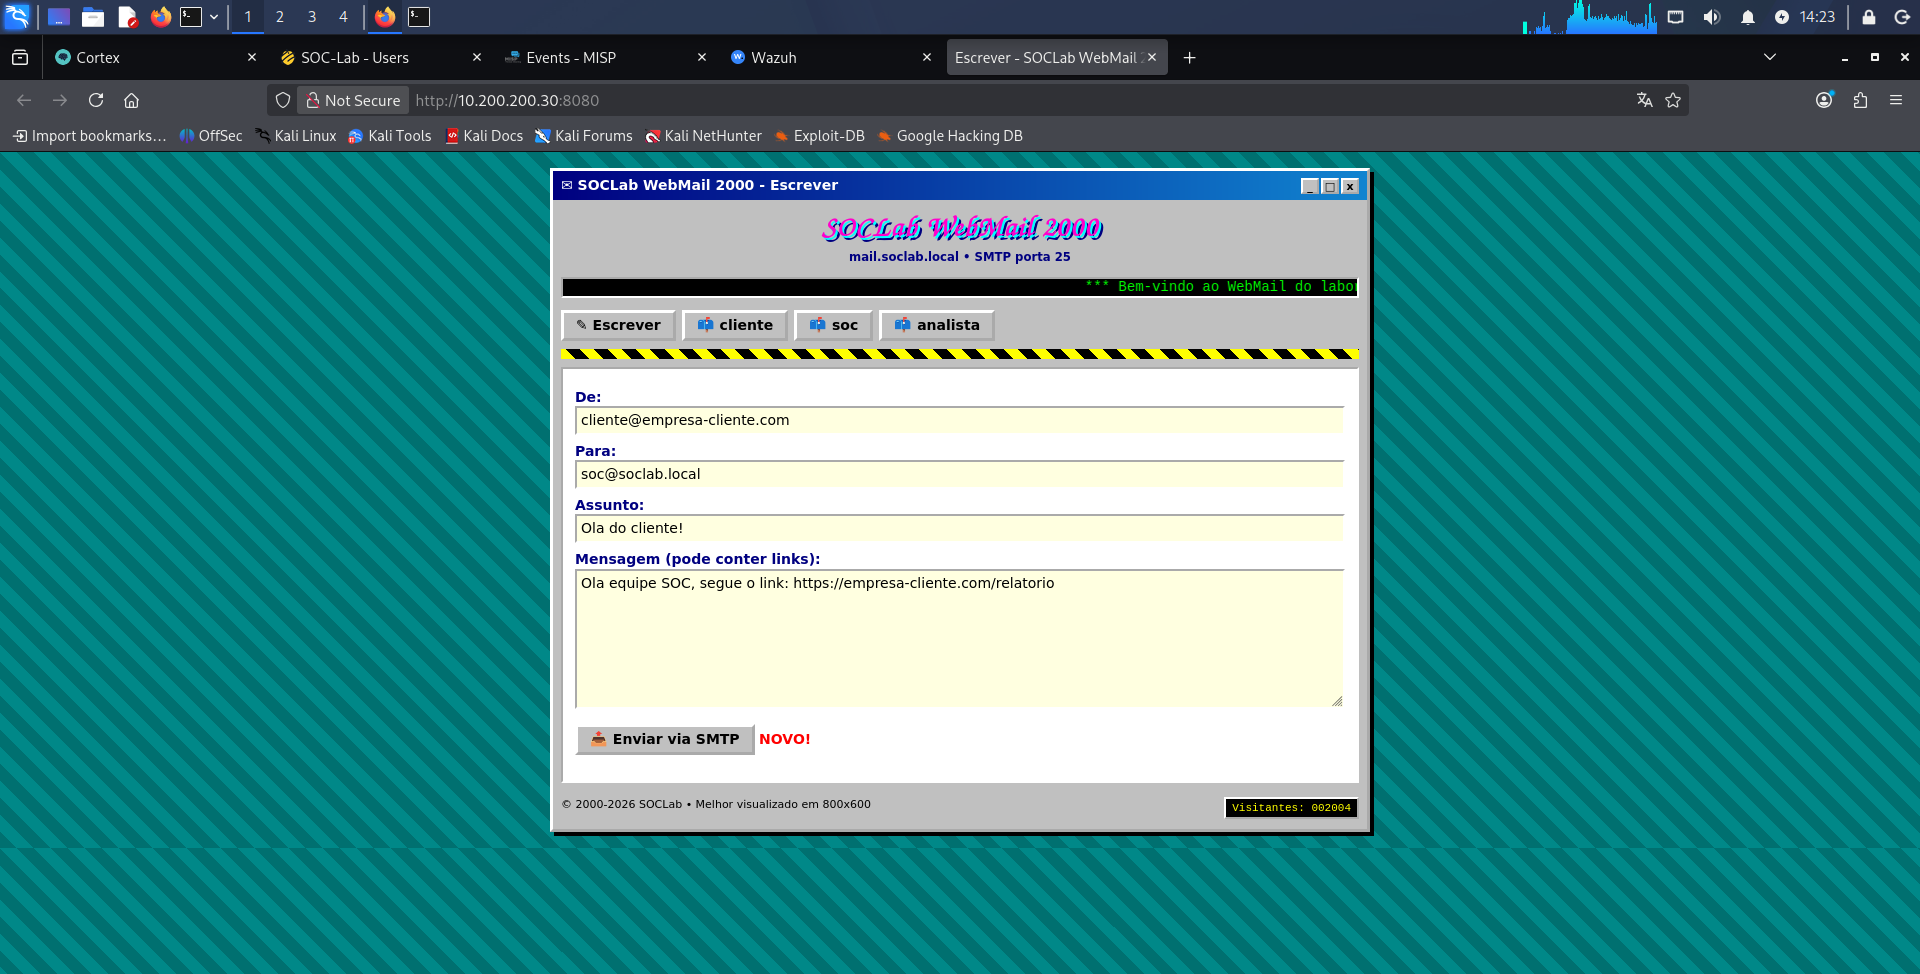 1 2 3 4 14:23
Cortex SOC-Lab - Users Events - MISP Wazuh Escrever - SOCLab WebMail
Not Secure http://10.200.200.30:8080
Import bookmarks... OffSec Kali Linux Kali Tools Kali Docs Kali Forums Kali NetHunter Exploit-DB Google Hacking DB
SOCLab WebMail 2000 - Escrever
SOCLab WebMail 2000
mail.soclab.local • SMTP porta 25
*** Bem-vindo ao WebMail do labor
Escrever cliente soc analista
De:
cliente@empresa-cliente.com
Para:
soc@soclab.local
Assunto:
Ola do cliente!
Mensagem (pode conter links):
Ola equipe SOC, segue o link: https://empresa-cliente.com/relatorio
Enviar via SMTP NOVO!
© 2000-2026 SOCLab • Melhor visualizado em 800x600
Visitantes: 002004